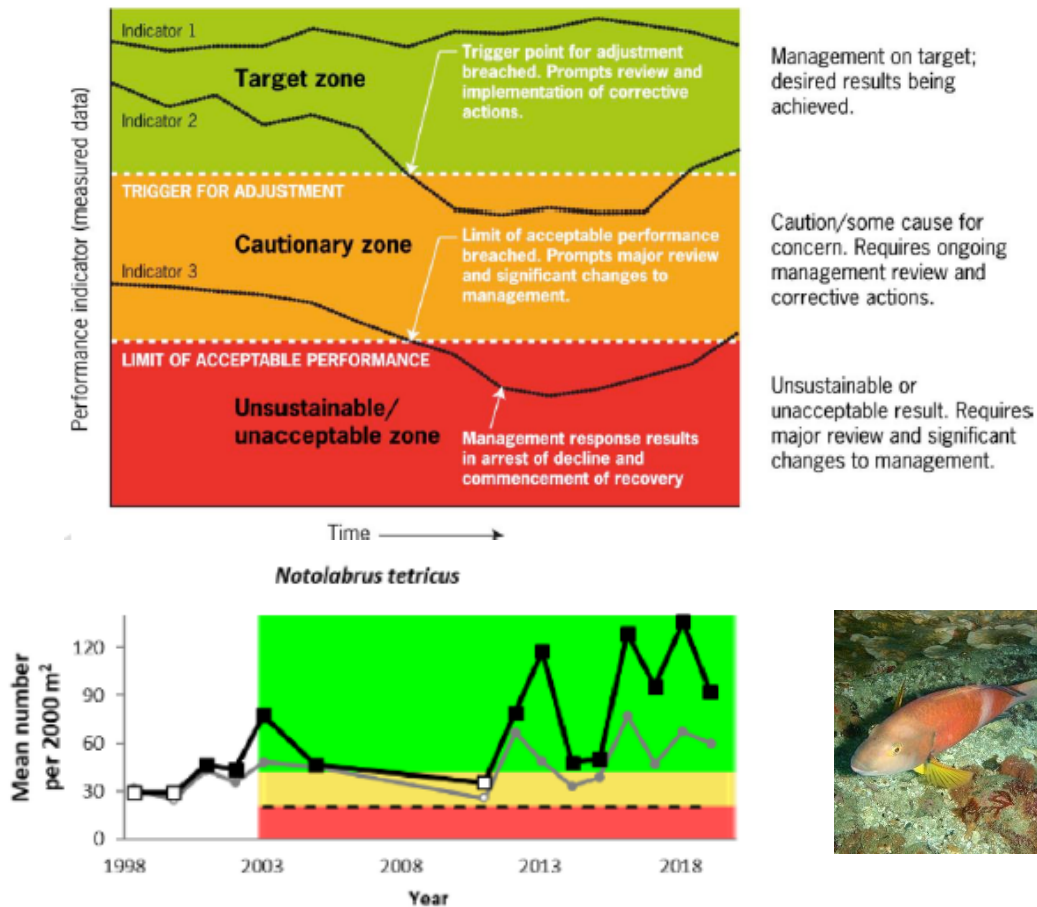 Indicator 1
Target zone
Trigger point for adjustment
breached. Prompts review and
implementation of corrective
actions.
Management on target;
desired results being
achieved.
Indicator 2
TRIGGER FOR ADJUSTMENT
Performance indicator (measured data)
Cautionary zone
Limit of acceptable performance
breached. Prompts major review
and significant changes to
management.
Caution/some cause for
concern. Requires ongoing
management review and
corrective actions.
Indicator 3
LIMIT OF ACCEPTABLE PERFORMANCE
Unsustainable/
unacceptable zone
Management response results
in arrest of decline and
commencement of recovery
Unsustainable or
unacceptable result. Requires
major review and significant
changes to management.
Time
Notolabrus tetricus
Mean number
per 2000 m²
120
90
60
30
0
1998
2003
2008
2013
2018
Year